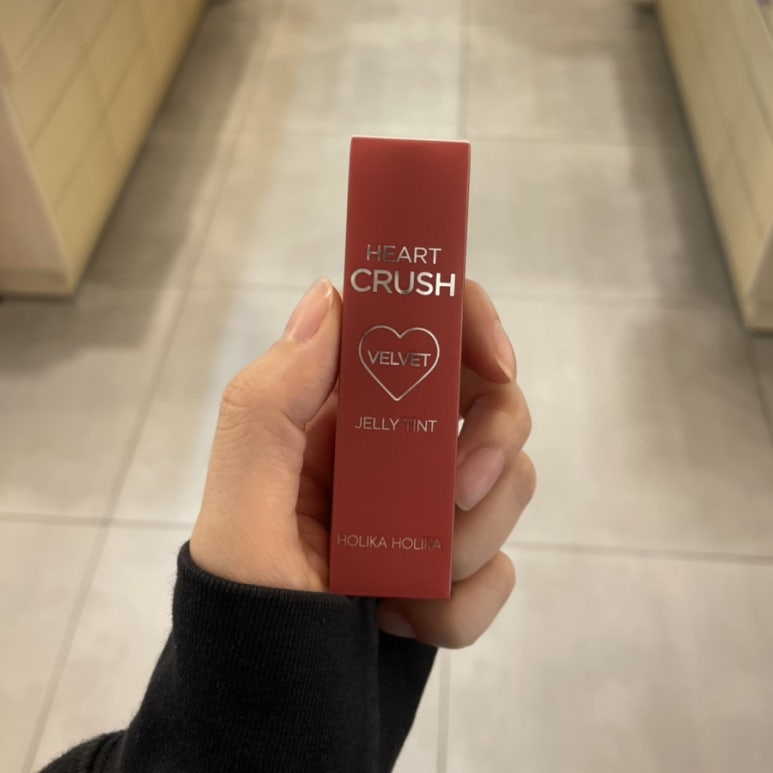 HEART
CRUSH
VELVET
JELLY TINT
HOLIKA HOLIKA